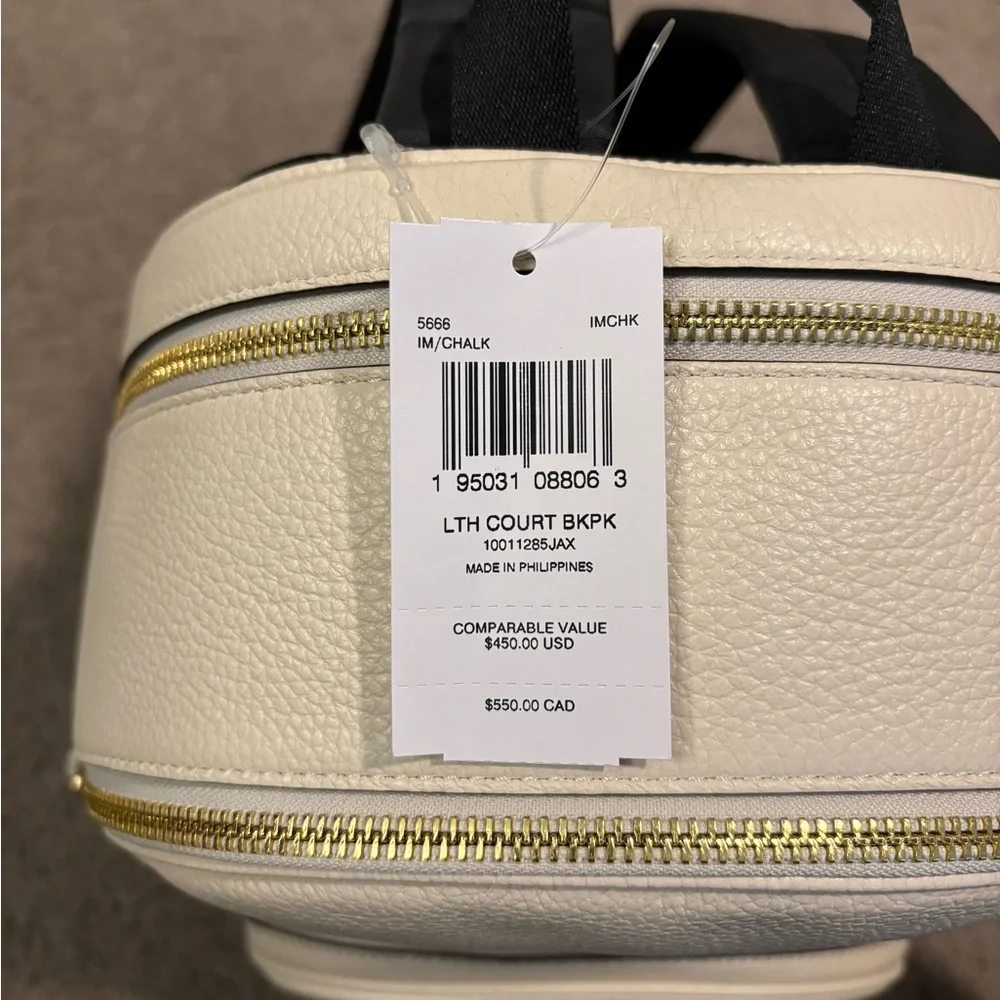 5666 IMCHK
IM/CHALK
1 95031 08806 3
LTH COURT BKPK
10011285JAX
MADE IN PHILIPPINES
COMPARABLE VALUE
$450.00 USD
$550.00 CAD